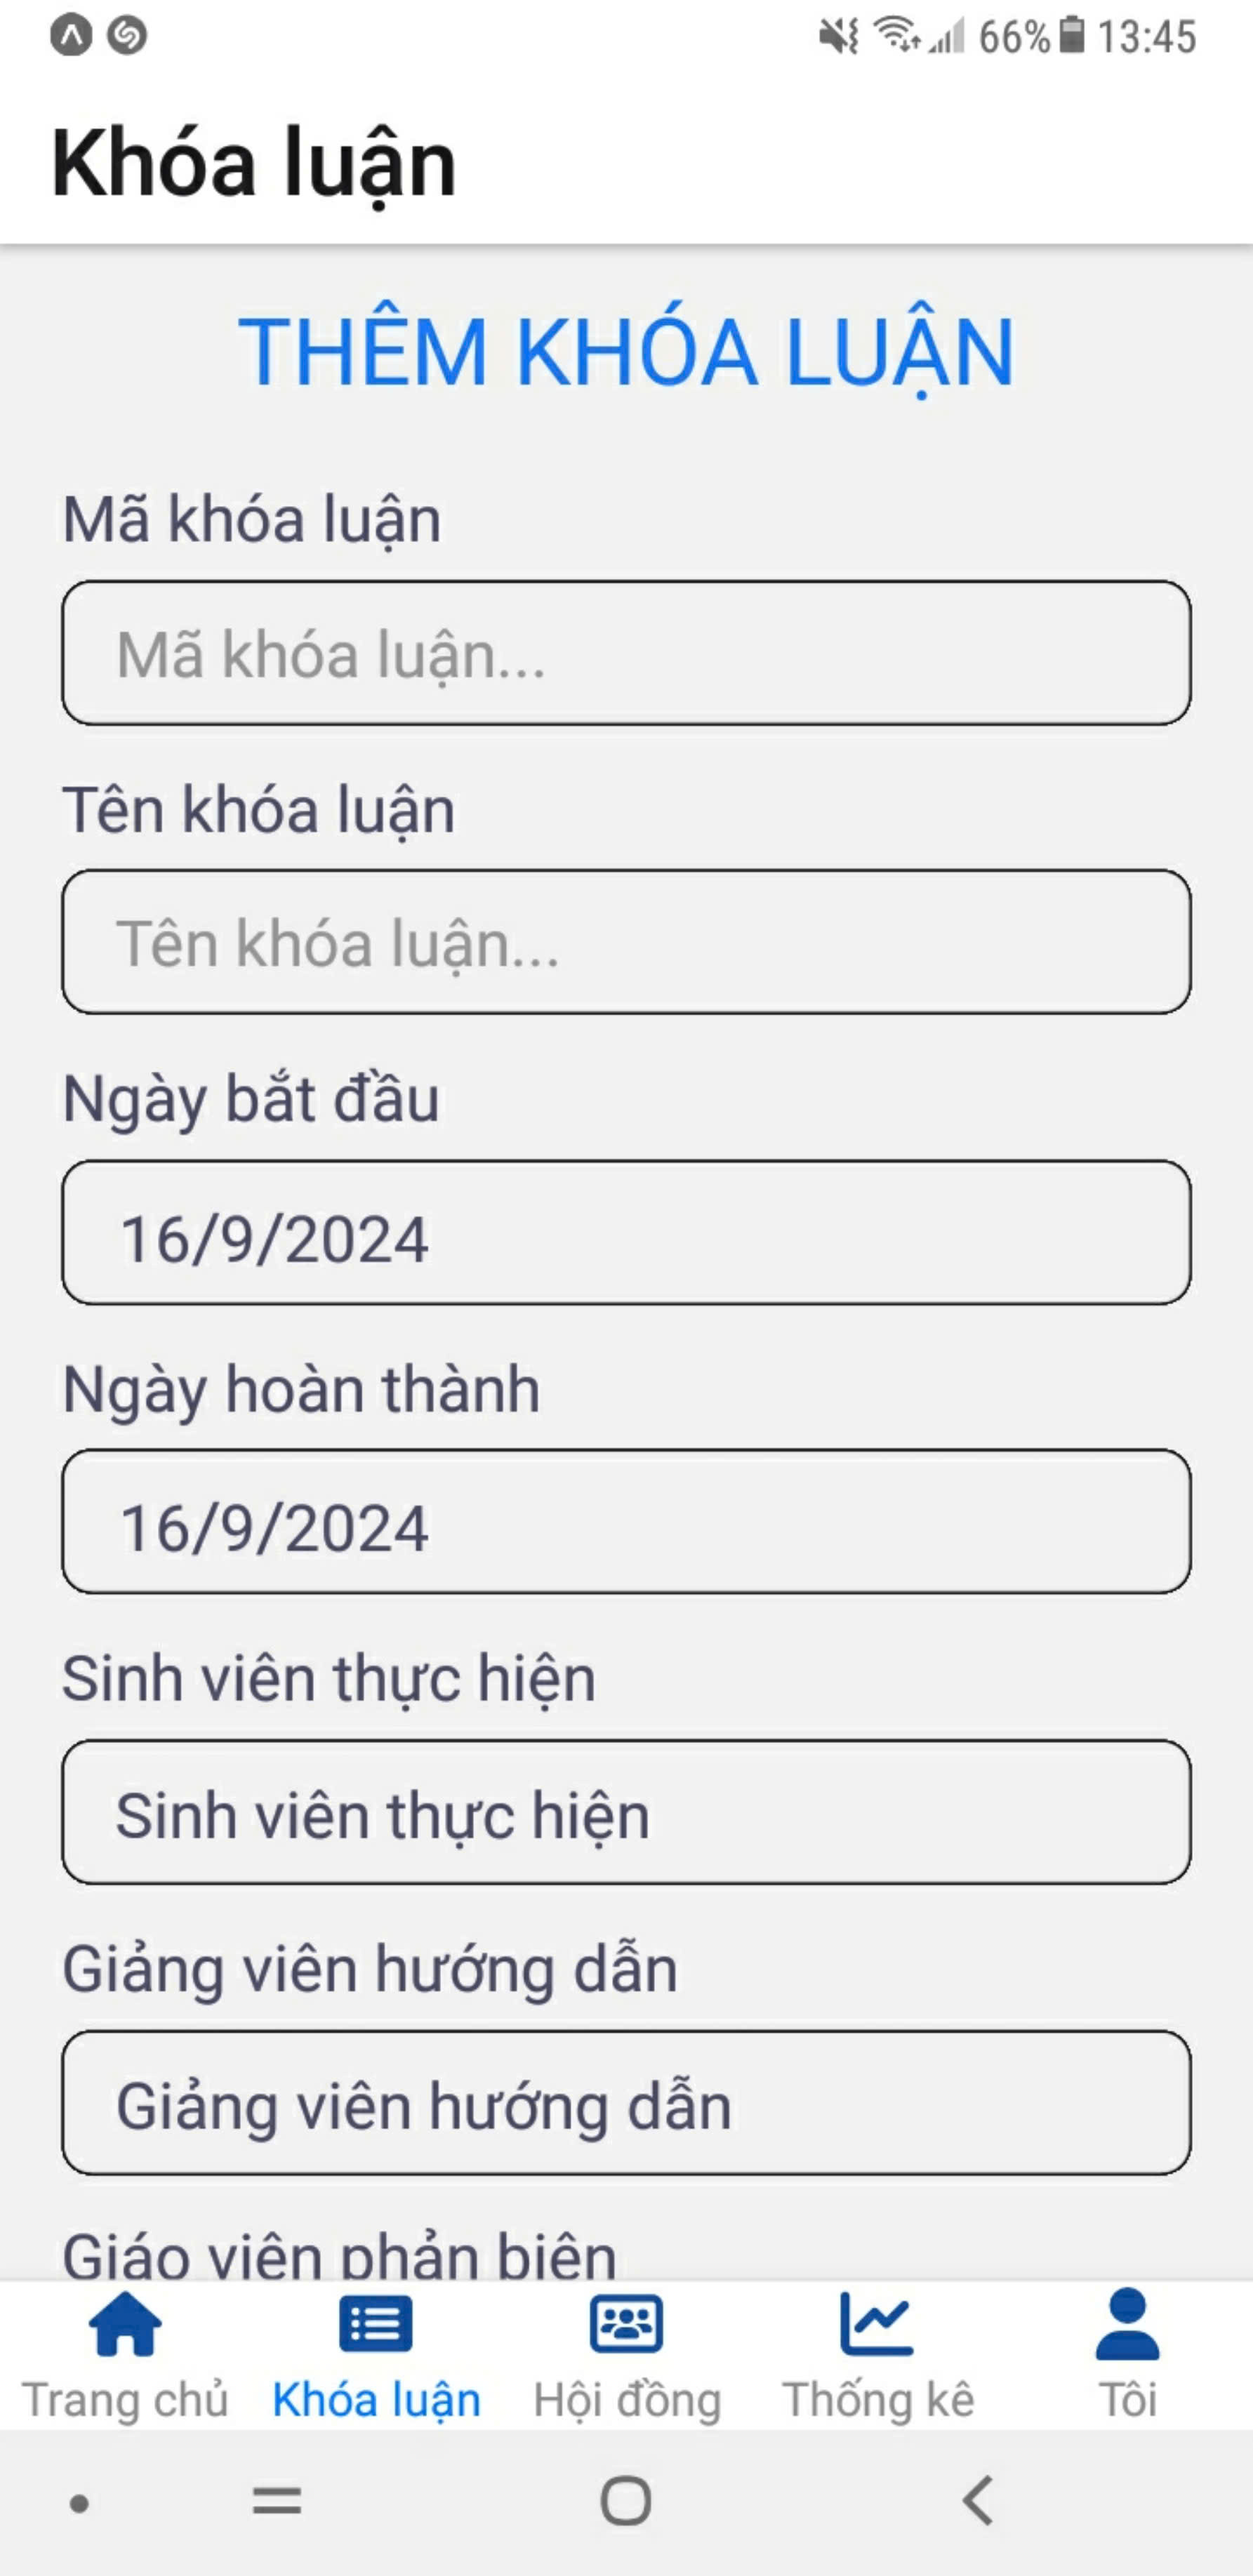 66% 13:45
Khóa luận
THÊM KHÓA LUẬN
Mã khóa luận
Mã khóa luận...
Tên khóa luận
Tên khóa luận...
Ngày bắt đầu
16/9/2024
Ngày hoàn thành
16/9/2024
Sinh viên thực hiện
Sinh viên thực hiện
Giảng viên hướng dẫn
Giảng viên hướng dẫn
Giáo viên phản biện
Trang chủ Khóa luận Hội đồng Thống kê Tôi